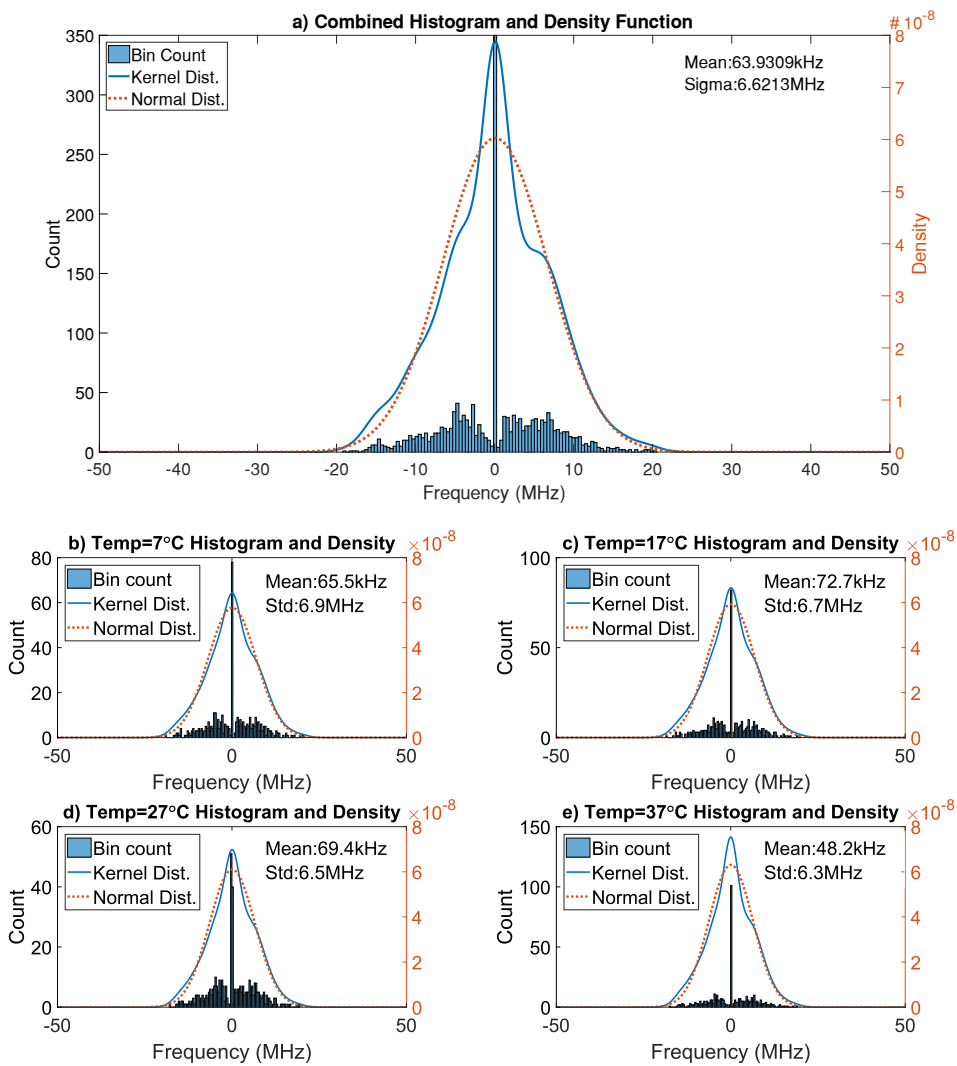 a) Combined Histogram and Density Function
# 10-8
350
300
250
200
150
100
50
0
Count
Bin Count
Kernel Dist.
Normal Dist.
Mean:63.9309kHz
Sigma:6.6213MHz
8
7
6
5
4
3
2
1
0
Density
-50 -40 -30 -20 -10 0 10 20 30 40 50
Frequency (MHz)
b) Temp=7°C Histogram and Density
×10-8
80
60
40
20
0
Count
Bin count
Kernel Dist.
Normal Dist.
Mean:65.5kHz
Std:6.9MHz
8
6
4
2
0
-50 0 50
Frequency (MHz)
c) Temp=17°C Histogram and Density
×10-8
100
50
0
Count
Bin count
Kernel Dist.
Normal Dist.
Mean:72.7kHz
Std:6.7MHz
8
6
4
2
0
-50 0 50
Frequency (MHz)
d) Temp=27°C Histogram and Density
×10-8
60
40
20
0
Count
Bin count
Kernel Dist.
Normal Dist.
Mean:69.4kHz
Std:6.5MHz
8
6
4
2
0
-50 0 50
Frequency (MHz)
e) Temp=37°C Histogram and Density
×10-8
150
100
50
0
Count
Bin count
Kernel Dist.
Normal Dist.
Mean:48.2kHz
Std:6.3MHz
8
6
4
2
0
-50 0 50
Frequency (MHz)